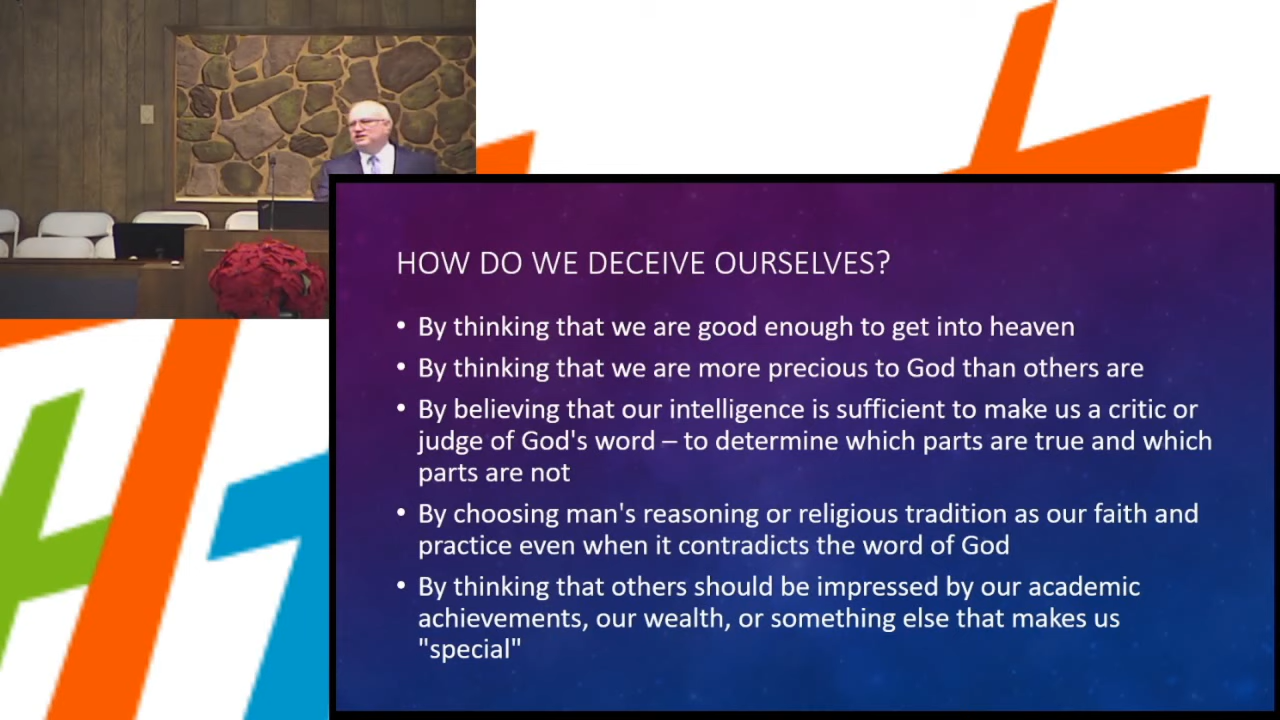 HOW DO WE DECEIVE OURSELVES?
• By thinking that we are good enough to get into heaven
• By thinking that we are more precious to God than others are
• By believing that our intelligence is sufficient to make us a critic or
judge of God's word – to determine which parts are true and which
parts are not
• By choosing man's reasoning or religious tradition as our faith and
practice even when it contradicts the word of God
• By thinking that others should be impressed by our academic
achievements, our wealth, or something else that makes us
"special"